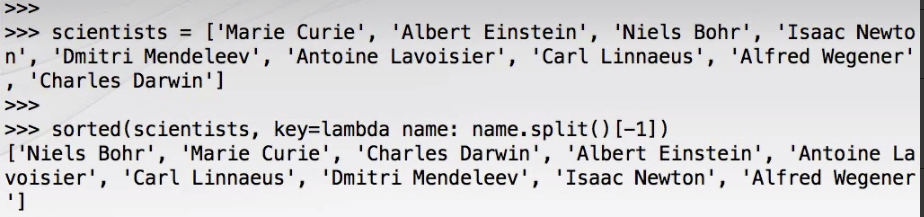 >>>
>>> scientists = ['Marie Curie', 'Albert Einstein', 'Niels Bohr', 'Isaac Newto
n', 'Dmitri Mendeleev', 'Antoine Lavoisier', 'Carl Linnaeus', 'Alfred Wegener'
, 'Charles Darwin']
>>>
>>> sorted(scientists, key=lambda name: name.split()[-1])
['Niels Bohr', 'Marie Curie', 'Charles Darwin', 'Albert Einstein', 'Antoine La
voisier', 'Carl Linnaeus', 'Dmitri Mendeleev', 'Isaac Newton', 'Alfred Wegener
']